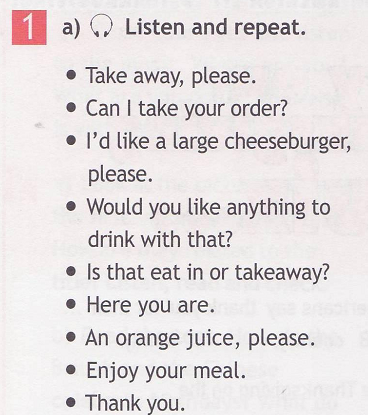 1 a) Listen and repeat.
• Take away, please.
• Can I take your order?
• I'd like a large cheeseburger,
please.
• Would you like anything to
drink with that?
• Is that eat in or takeaway?
• Here you are.
• An orange juice, please.
• Enjoy your meal.
• Thank you.